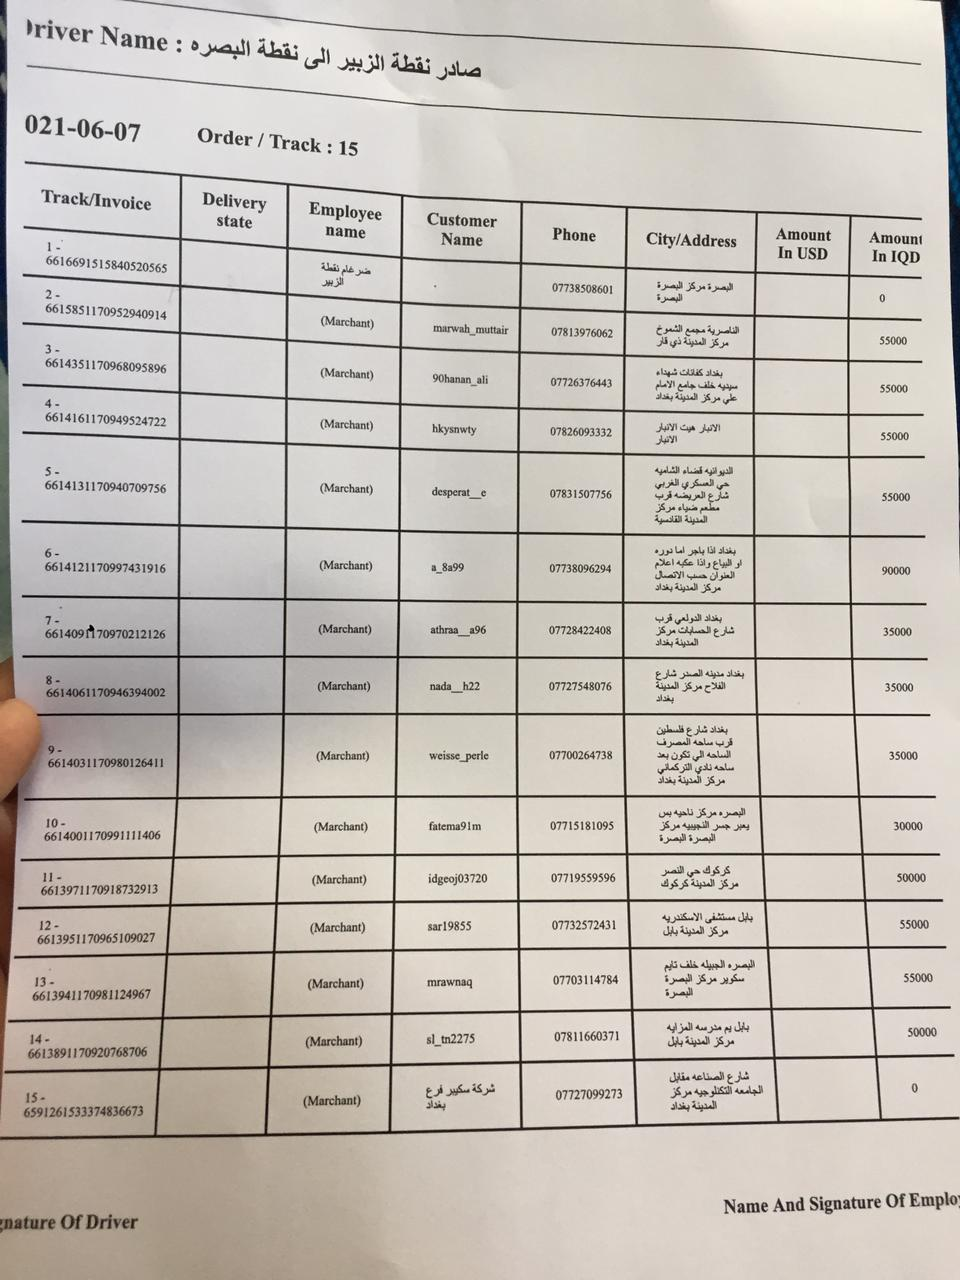 Driver Name : صادر نقطة الزبير الى نقطة البصره
021-06-07 Order / Track : 15
Track/Invoice Delivery state Employee name Customer Name Phone City/Address Amount In USD Amount In IQD
1 -
6616691515840520565 ضرغام نقطة الزبير . 07738508601 البصرة مركز البصرة البصرة 0
2 -
6615851170952940914 (Marchant) marwah_muttair 07813976062 الناصرية مجمع الشموخ مركز المدينة ذي قار 55000
3 -
6614351170968095896 (Marchant) 90hanan_ali 07726376443 بغداد كفائات شهداء سيديه خلف جامع الامام علي مركز المدينة بغداد 55000
4 -
6614161170949524722 (Marchant) hkysnwty 07826093332 الانبار هيت الانبار الانبار 55000
5 -
6614131170940709756 (Marchant) desperat__e 07831507756 الديوانيه قضاء الشاميه حي العسكري الغربي شارع العريضه قرب مطعم ضياء مركز المدينة القادسية 55000
6 -
6614121170997431916 (Marchant) a_8a99 07738096294 بغداد اذا باجر اما دوره او البياع واذا عكبه اعلام العنوان حسب الاتصال مركز المدينة بغداد 90000
7 -
6614091170970212126 (Marchant) athraa__a96 07728422408 بغداد الدولعي قرب شارع الحسابات مركز المدينة بغداد 35000
8 -
6614061170946394002 (Marchant) nada__h22 07727548076 بغداد مدينه الصدر شارع الفلاح مركز المدينة بغداد 35000
9 -
6614031170980126411 (Marchant) weisse_perle 07700264738 بغداد شارع فلسطين قرب ساحه المصرف الساحه الي تكون بعد ساحه نادي التركماني مركز المدينة بغداد 35000
10 -
6614001170991111406 (Marchant) fatema91m 07715181095 البصره مركز ناحيه بس يعبر جسر النجيبيه مركز البصرة البصرة 30000
11 -
6613971170918732913 (Marchant) idgeoj03720 07719559596 كركوك حي النصر مركز المدينة كركوك 50000
12 -
6613951170965109027 (Marchant) sar19855 07732572431 بابل مستشفى الاسكندريه مركز المدينة بابل 55000
13 -
6613941170981124967 (Marchant) mrawnaq 07703114784 البصره الجبيله خلف تايم سكوير مركز البصرة البصرة 55000
14 -
6613891170920768706 (Marchant) sl_tn2275 07811660371 بابل يم مدرسه المزايه مركز المدينة بابل 50000
15 -
6591261533374836673 (Marchant) شركة سكيبر فرع بغداد 07727099273 شارع الصناعه مقابل الجامعه التكنلوجيه مركز المدينة بغداد 0
gnature Of Driver Name And Signature Of Employ